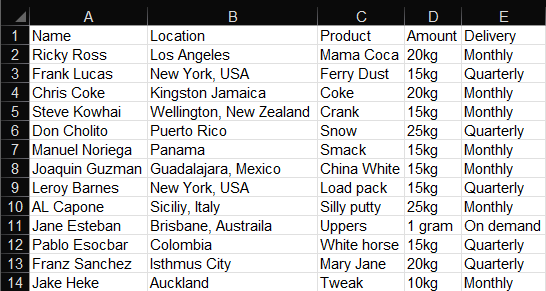 A B C D E
1 Name Location Product Amount Delivery
2 Ricky Ross Los Angeles Mama Coca 20kg Monthly
3 Frank Lucas New York, USA Ferry Dust 15kg Quarterly
4 Chris Coke Kingston Jamaica Coke 20kg Monthly
5 Steve Kowhai Wellington, New Zealand Crank 15kg Monthly
6 Don Cholito Puerto Rico Snow 25kg Quarterly
7 Manuel Noriega Panama Smack 15kg Monthly
8 Joaquin Guzman Guadalajara, Mexico China White 15kg Monthly
9 Leroy Barnes New York, USA Load pack 15kg Quarterly
10 AL Capone Siciliy, Italy Silly putty 25kg Monthly
11 Jane Esteban Brisbane, Austraila Uppers 1 gram On demand
12 Pablo Esocbar Colombia White horse 15kg Quarterly
13 Franz Sanchez Isthmus City Mary Jane 20kg Quarterly
14 Jake Heke Auckland Tweak 10kg Monthly